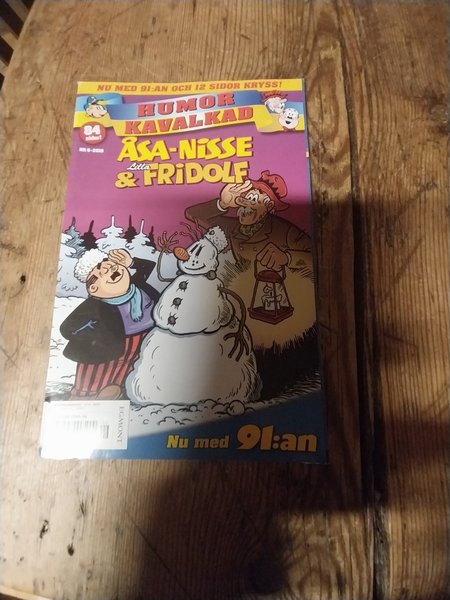 NU MED 91:AN OCH 12 SIDOR KRYSS!
HUMOR
KAVALKAD
84
ÅSA-NISSE
Lilla
& FRIDOLF
EGMONT
Nu med 91:an